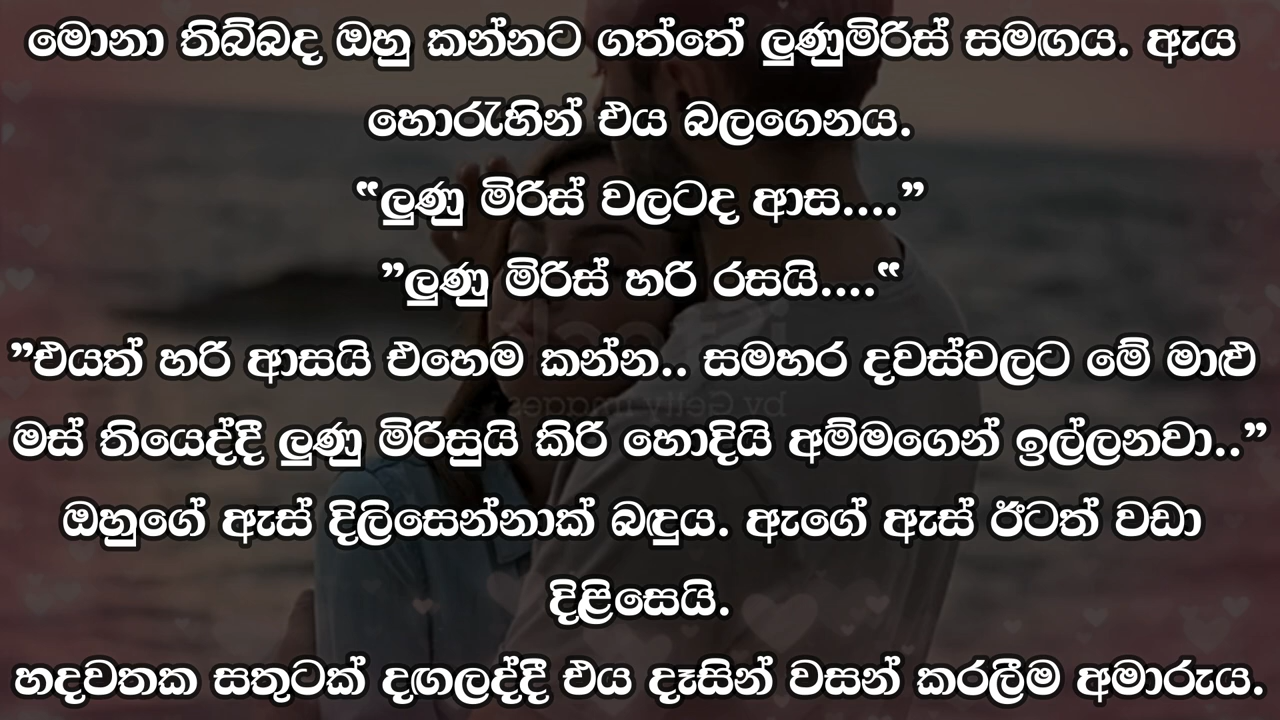 මොනා තිබ්බද ඔහු කන්නට ගත්තේ ලුණුමිරිස් සමඟය. ඇය
හොරැහින් එය බලගෙනය.
“ලුණු මිරිස් වලටද ආස....”
”ලුණු මිරිස් හරි රසයි....“
”එයත් හරි ආසයි එහෙම කන්න.. සමහර දවස්වලට මේ මාළු
මස් තියෙද්දී ලුණු මිරිසුයි කිරි හොදියි අම්මගෙන් ඉල්ලනවා..”
ඔහුගේ ඇස් දිලිසෙන්නාක් බඳුය. ඇගේ ඇස් ඊටත් වඩා
දිළිසෙයි.
හදවතක සතුටක් දඟලද්දී එය දෑසින් වසන් කරලීම අමාරුය.